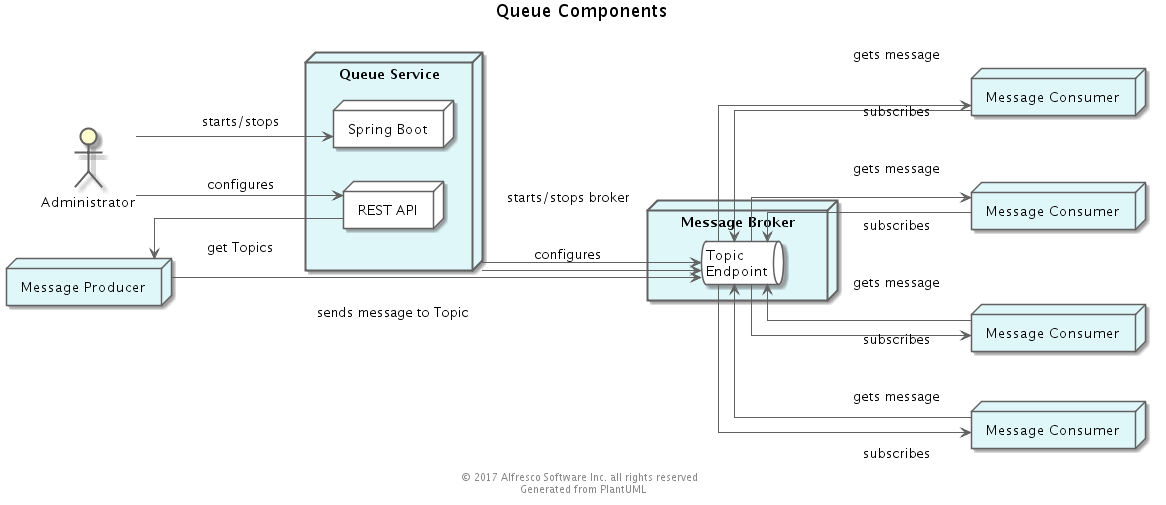 Queue Components
Queue Service
Spring Boot
REST API
starts/stops
configures
Administrator
get Topics
Message Producer
sends message to Topic
starts/stops broker
configures
Message Broker
Topic
Endpoint
gets message
Message Consumer
subscribes
gets message
Message Consumer
subscribes
gets message
Message Consumer
subscribes
gets message
Message Consumer
subscribes
© 2017 Alfresco Software Inc. all rights reserved
Generated from PlantUML